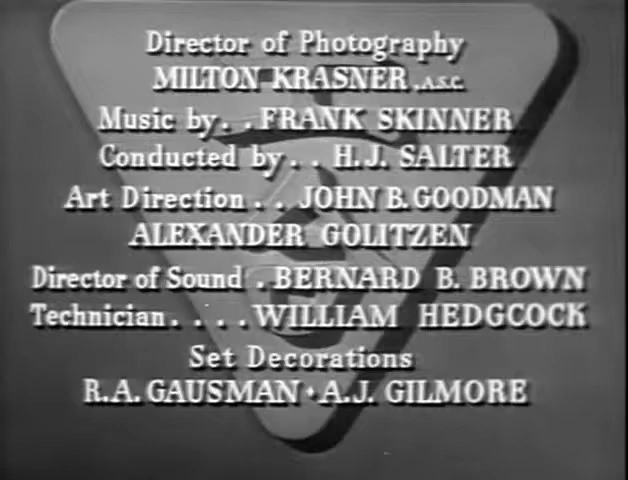 Director of Photography
MILTON KRASNER, A.S.C.
Music by . . FRANK SKINNER
Conducted by . . H. J. SALTER
Art Direction . . JOHN B. GOODMAN
ALEXANDER GOLITZEN
Director of Sound . BERNARD B. BROWN
Technician . . . . WILLIAM HEDGCOCK
Set Decorations
R. A. GAUSMAN · A. J. GILMORE